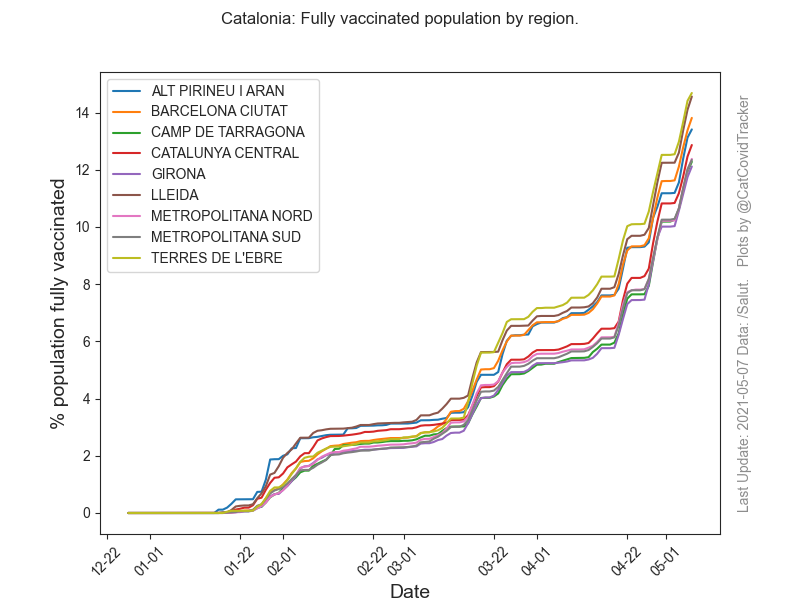 Catalonia: Fully vaccinated population by region.
ALT PIRINEU I ARAN
BARCELONA CIUTAT
CAMP DE TARRAGONA
CATALUNYA CENTRAL
GIRONA
LLEIDA
METROPOLITANA NORD
METROPOLITANA SUD
TERRES DE L'EBRE
14
12
10
8
6
4
2
0
% population fully vaccinated
12-22
01-01
01-22
02-01
02-22
03-01
03-22
04-01
04-22
05-01
Date
Last Update: 2021-05-07 Data: /Salut. Plots by @CatCovidTracker